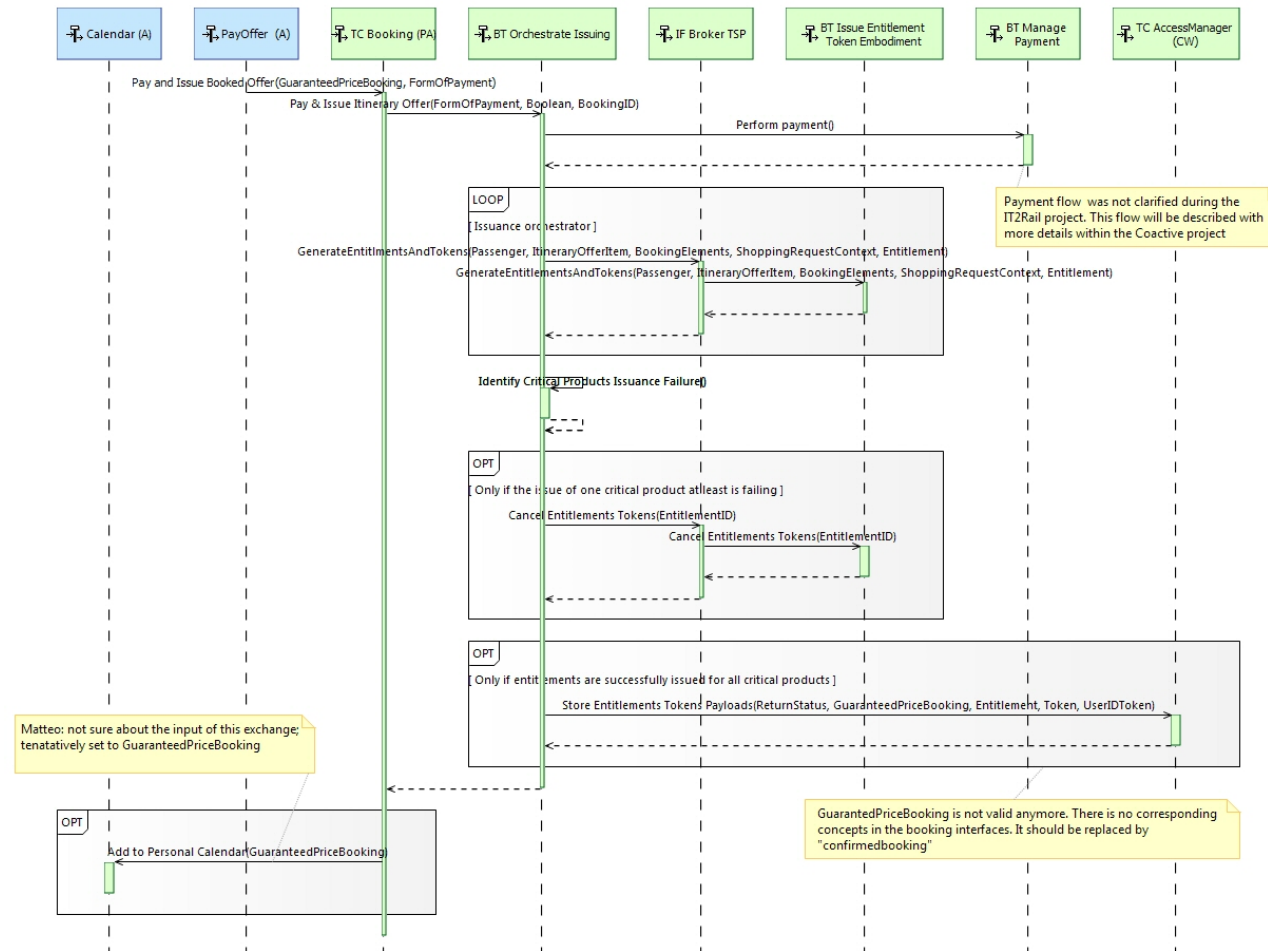 Calendar (A)
PayOffer (A)
TC Booking (PA)
BT Orchestrate Issuing
IF Broker TSP
BT Issue Entitlement
Token Embodiment
BT Manage
Payment
TC AccessManager
(CW)
Pay and Issue Booked Offer(GuaranteedPriceBooking, FormOfPayment)
Pay & Issue Itinerary Offer(FormOfPayment, Boolean, BookingID)
Perform payment()
Payment flow was not clarified during the
IT2Rail project. This flow will be described with
more details within the Coactive project
LOOP
[ Issuance orchestrator ]
GenerateEntitlmentsAndTokens(Passenger, ItineraryOfferItem, BookingElements, ShoppingRequestContext, Entitlement)
GenerateEntitlementsAndTokens(Passenger, ItineraryOfferItem, BookingElements, ShoppingRequestContext, Entitlement)
Identify Critical Products Issuance Failure()
OPT
[ Only if the issue of one critical product at least is failing ]
Cancel Entitlements Tokens(EntitlementID)
Cancel Entitlements Tokens(EntitlementID)
OPT
[ Only if entitlements are successfully issued for all critical products ]
Store Entitlements Tokens Payloads(ReturnStatus, GuaranteedPriceBooking, Entitlement, Token, UserIDToken)
Matteo: not sure about the input of this exchange;
tenatively set to GuaranteedPriceBooking
GuarantedPriceBooking is not valid anymore. There is no corresponding
concepts in the booking interfaces. It should be replaced by
"confirmedbooking"
OPT
Add to Personal Calendar(GuaranteedPriceBooking)